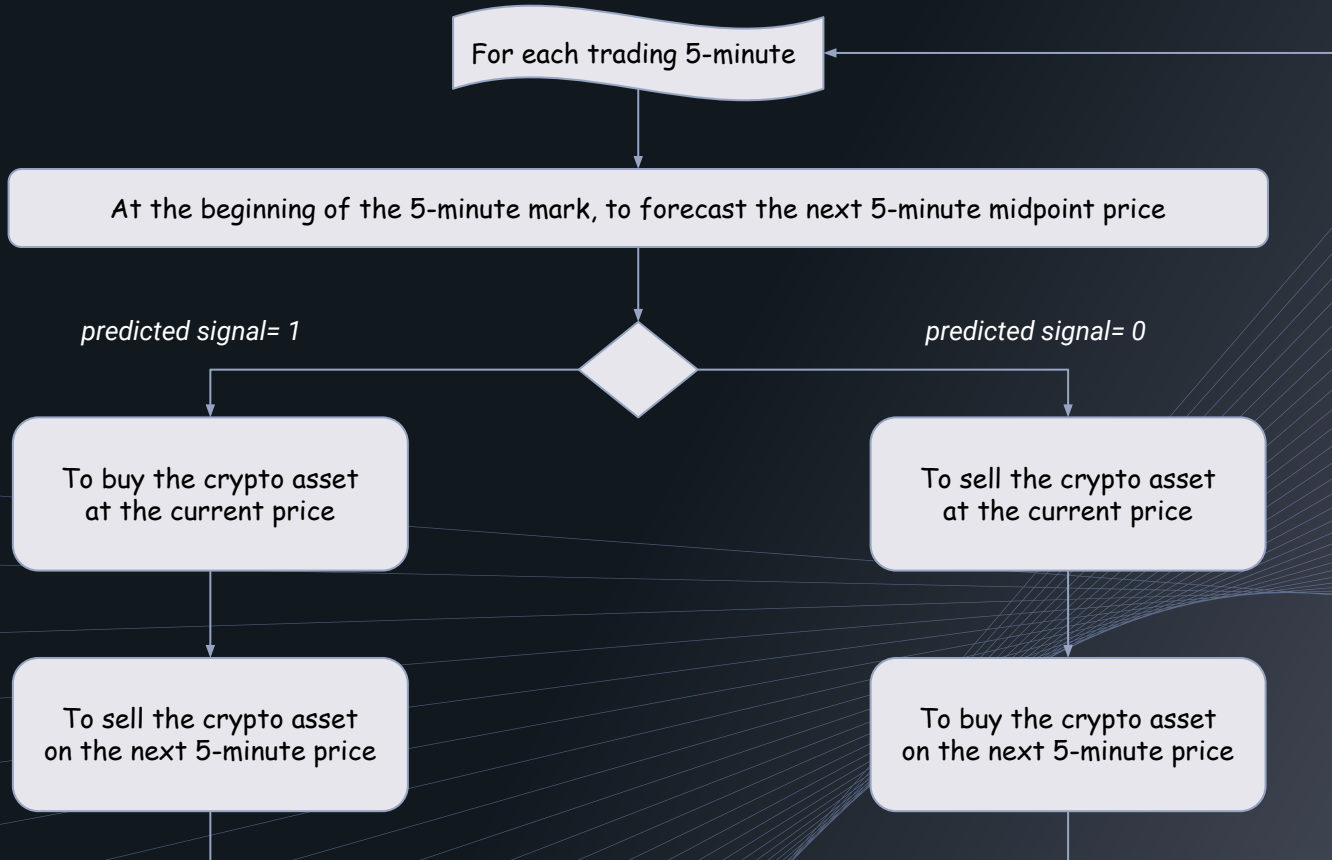 For each trading 5-minute
At the beginning of the 5-minute mark, to forecast the next 5-minute midpoint price
predicted signal= 1
predicted signal= 0
To buy the crypto asset
at the current price
To sell the crypto asset
at the current price
To sell the crypto asset
on the next 5-minute price
To buy the crypto asset
on the next 5-minute price